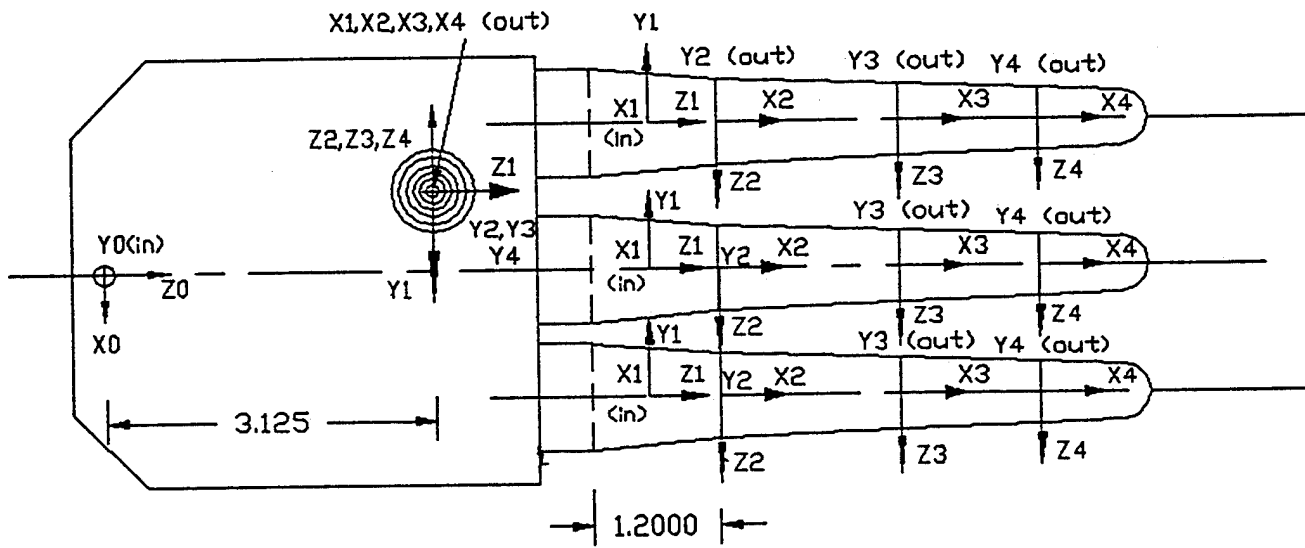 X1,X2,X3,X4 (out)
Y1
Y2 (out)
Y3 (out)
Y4 (out)
X1
(in)
Z1
X2
X3
X4
Z2,Z3,Z4
Z1
Z2
Z3
Z4
Y1
Y3 (out)
Y4 (out)
Y2,Y3
Y4
Y0(in)
Z0
Y1
X1
(in)
Z1
Y2
X2
X3
X4
X0
Y1
Z2
Z3
Z4
Y3 (out)
Y4 (out)
X1
(in)
Z1
Y2
X2
X3
X4
3.125
Z2
Z3
Z4
1.2000